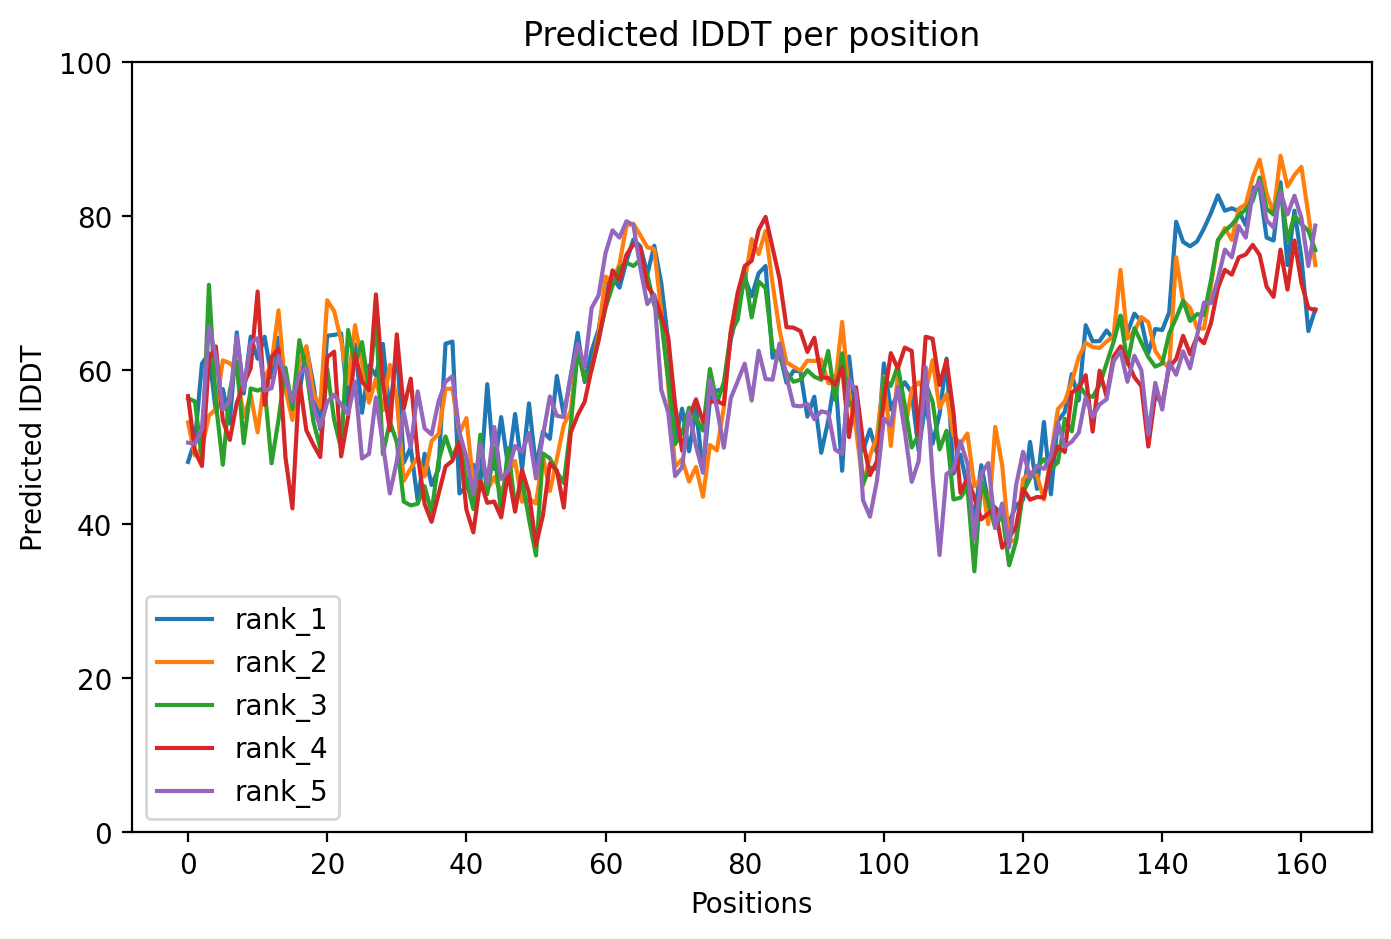 Predicted lDDT per position
100
80
60
40
20
0
Predicted lDDT
rank_1
rank_2
rank_3
rank_4
rank_5
0 20 40 60 80 100 120 140 160
Positions